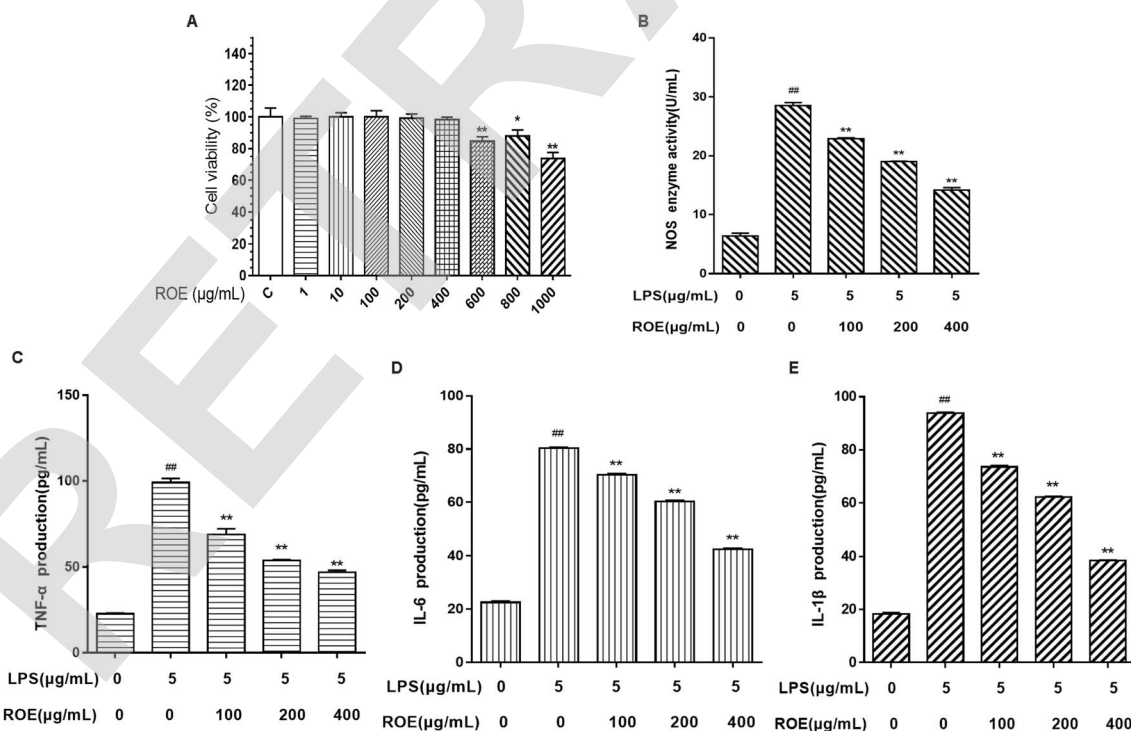 A
Cell viability (%)
140
120
100
80
60
40
20
0
**
*
**
ROE (µg/mL)
C 1 10 100 200 400 600 800 1000
B
NOS enzyme activity(U/mL)
40
30
20
10
0
##
**
**
**
LPS(µg/mL) 0 5 5 5 5
ROE(µg/mL) 0 0 100 200 400
C
TNF-α production(pg/mL)
150
100
50
0
##
**
**
**
LPS(µg/mL) 0 5 5 5 5
ROE(µg/mL) 0 0 100 200 400
D
IL-6 production(pg/mL)
100
80
60
40
20
0
##
**
**
**
LPS(µg/mL) 0 5 5 5 5
ROE(µg/mL) 0 0 100 200 400
E
IL-1β production(pg/mL)
100
80
60
40
20
0
##
**
**
**
LPS(µg/mL) 0 5 5 5 5
ROE(µg/mL) 0 0 100 200 400
RETRA